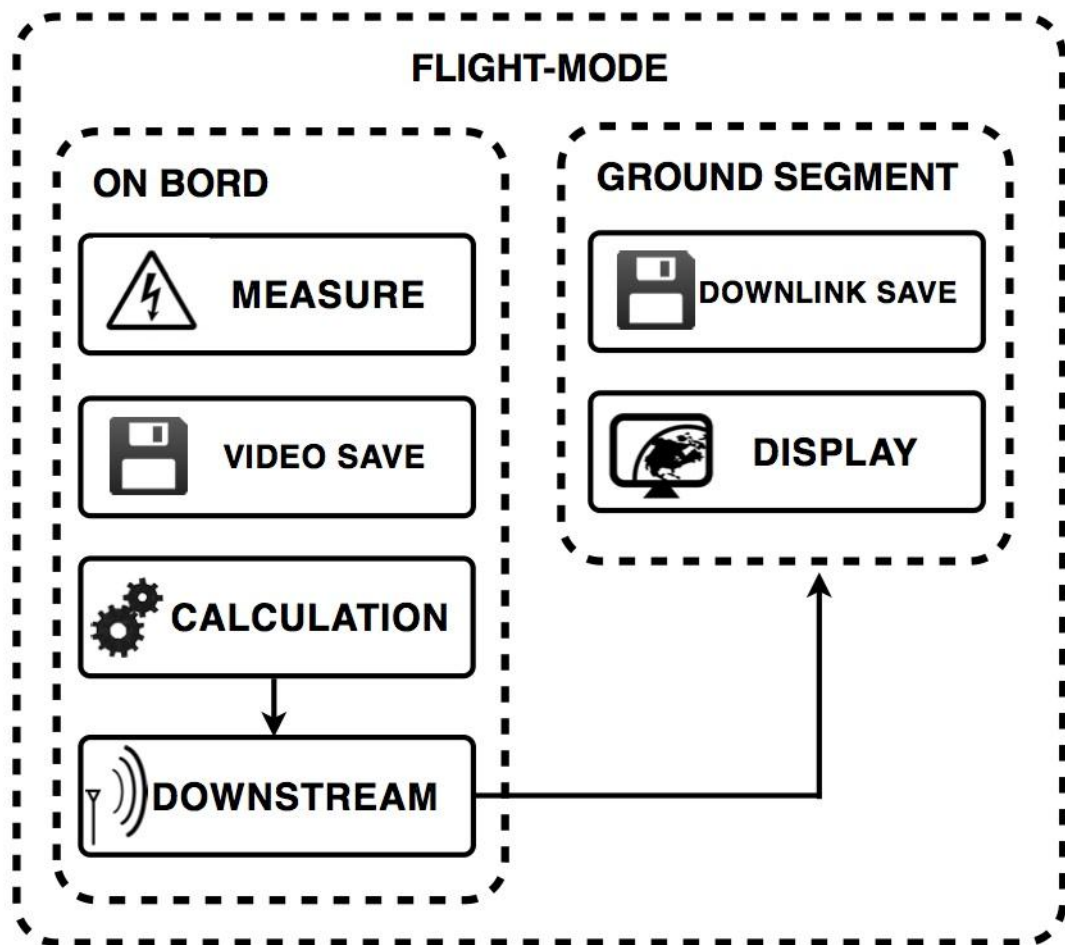 FLIGHT-MODE
ON BORD
MEASURE
VIDEO SAVE
CALCULATION
DOWNSTREAM
GROUND SEGMENT
DOWNLINK SAVE
DISPLAY